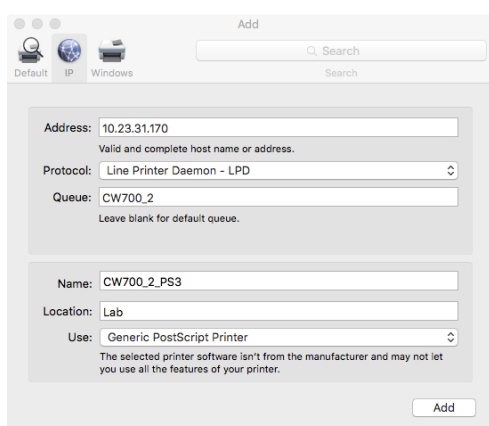 Add
Default
IP
Windows
Search
Search
Address: 10.23.31.170
Valid and complete host name or address.
Protocol: Line Printer Daemon - LPD
Queue: CW700_2
Leave blank for default queue.
Name: CW700_2_PS3
Location: Lab
Use: Generic PostScript Printer
The selected printer software isn't from the manufacturer and may not let
you use all the features of your printer.
Add